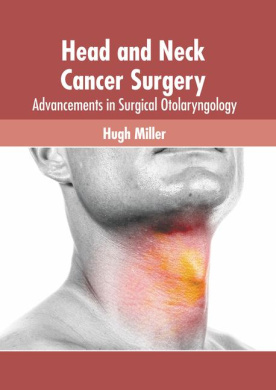 Head and Neck
Cancer Surgery
Advancements in Surgical Otolaryngology
Hugh Miller